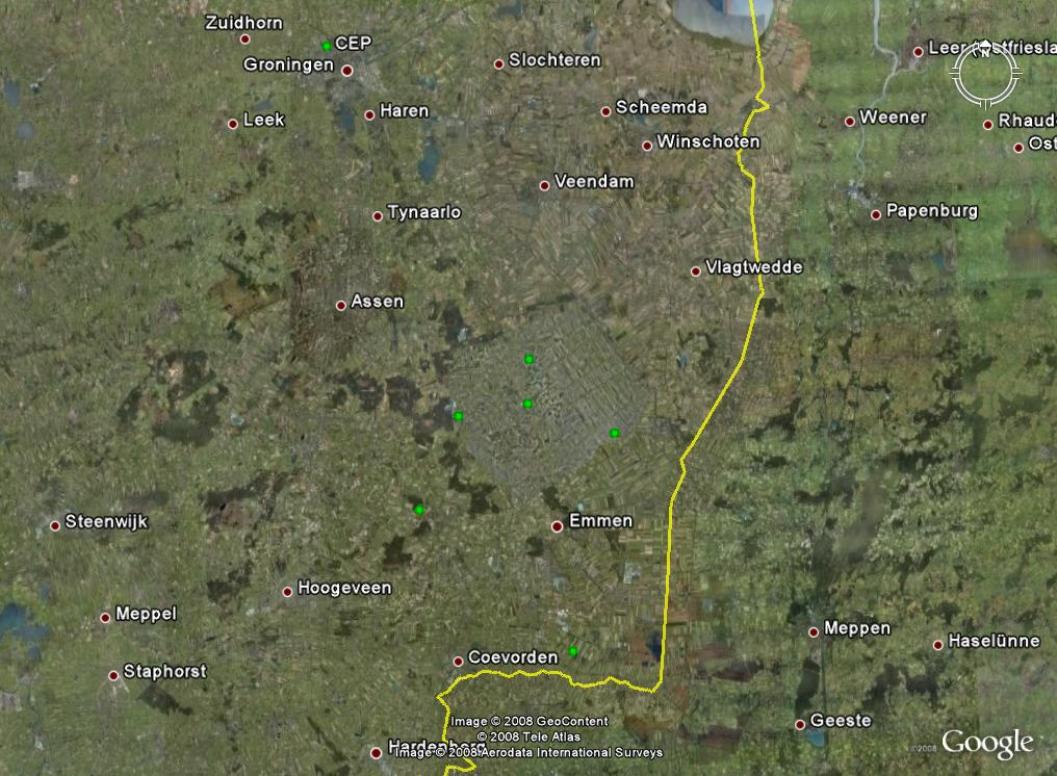 Zuidhorn
CEP
Groningen
Slochteren
Leer (Ostfriesla
N
Leek
Haren
Scheemda
Weener
Rhaud
Winschoten
Ost
Veendam
Tynaarlo
Papenburg
Vlagtwedde
Assen
Steenwijk
Emmen
Hoogeveen
Meppel
Meppen
Haselünne
Staphorst
Coevorden
Geeste
Image © 2008 GeoContent
© 2008 Tele Atlas
Hardenberg
Image © 2008 Aerodata International Surveys
©2008 Google